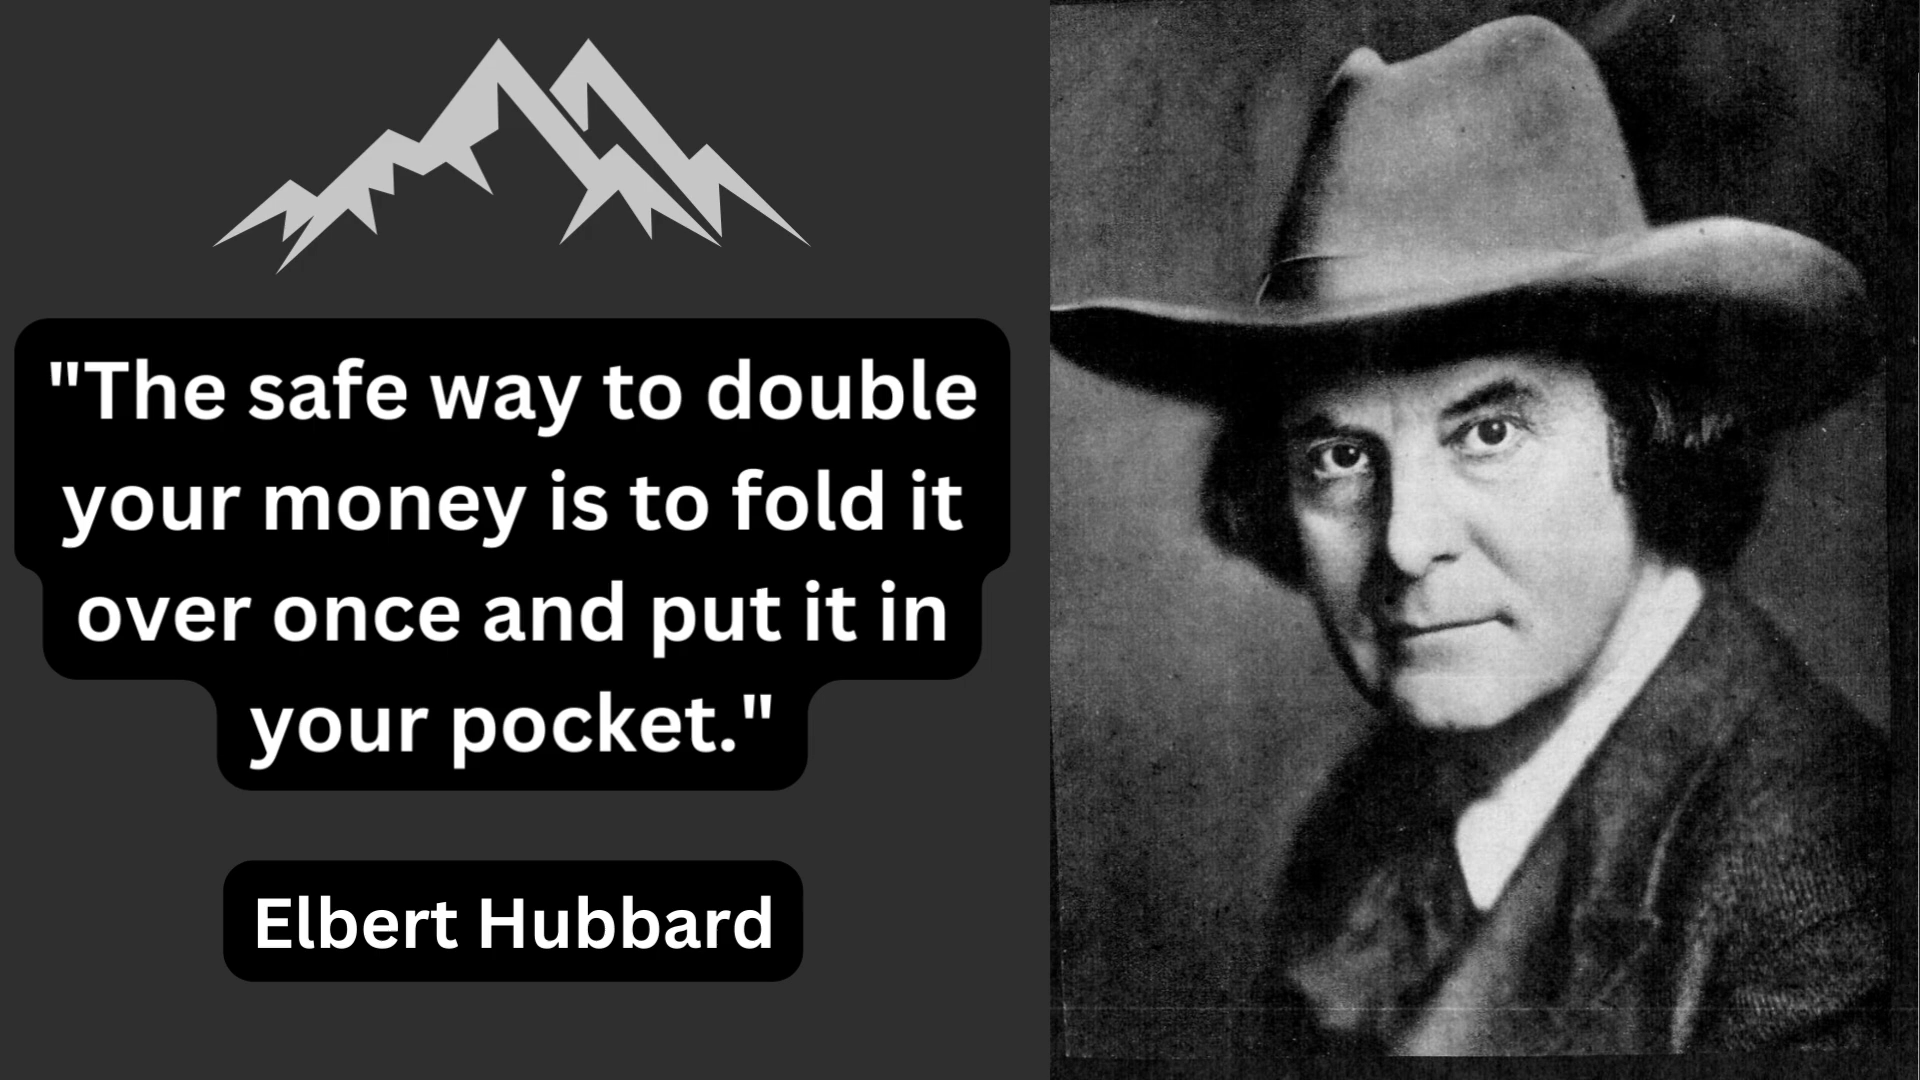 "The safe way to double
your money is to fold it
over once and put it in
your pocket."
Elbert Hubbard